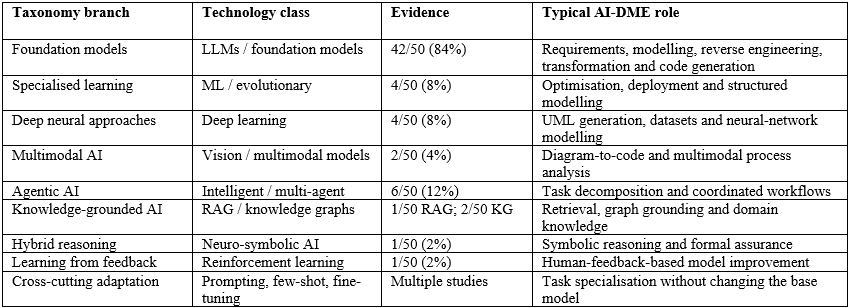 Taxonomy branch Technology class Evidence Typical AI-DME role
Foundation models LLMs / foundation models 42/50 (84%) Requirements, modelling, reverse engineering,
transformation and code generation
Specialised learning ML / evolutionary 4/50 (8%) Optimisation, deployment and structured
modelling
Deep neural approaches Deep learning 4/50 (8%) UML generation, datasets and neural-network
modelling
Multimodal AI Vision / multimodal models 2/50 (4%) Diagram-to-code and multimodal process
analysis
Agentic AI Intelligent / multi-agent 6/50 (12%) Task decomposition and coordinated workflows
Knowledge-grounded AI RAG / knowledge graphs 1/50 RAG; 2/50 KG Retrieval, graph grounding and domain
knowledge
Hybrid reasoning Neuro-symbolic AI 1/50 (2%) Symbolic reasoning and formal assurance
Learning from feedback Reinforcement learning 1/50 (2%) Human-feedback-based model improvement
Cross-cutting adaptation Prompting, few-shot, fine- Multiple studies Task specialisation without changing the base
tuning model